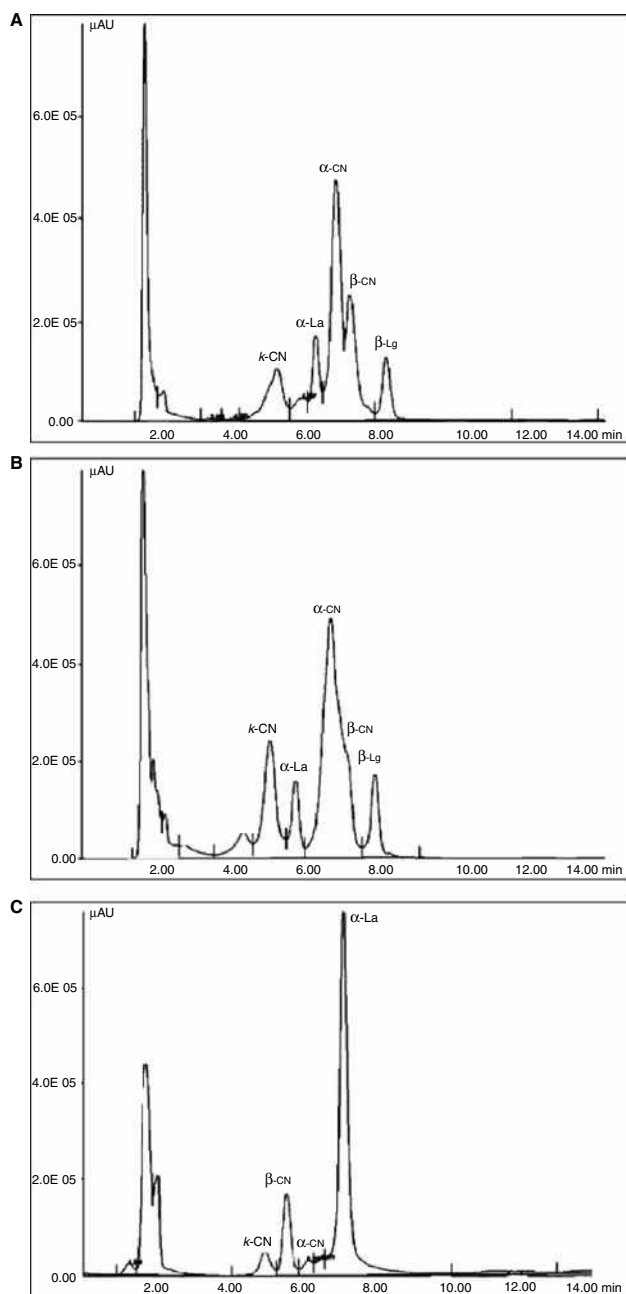 A
µAU
6.0E 05
α-CN
4.0E 05
β-CN
α-La
2.0E 05
β-Lg
k-CN
0.00
2.00 4.00 6.00 8.00 10.00 12.00 14.00 min
B
µAU
6.0E 05
α-CN
4.0E 05
k-CN
β-CN
2.0E 05
α-La
β-Lg
0.00
2.00 4.00 6.00 8.00 10.00 12.00 14.00 min
C
µAU
α-La
6.0E 05
4.0E 05
2.0E 05
β-CN
k-CN
α-CN
0.00
2.00 4.00 6.00 8.00 10.00 12.00 14.00 min